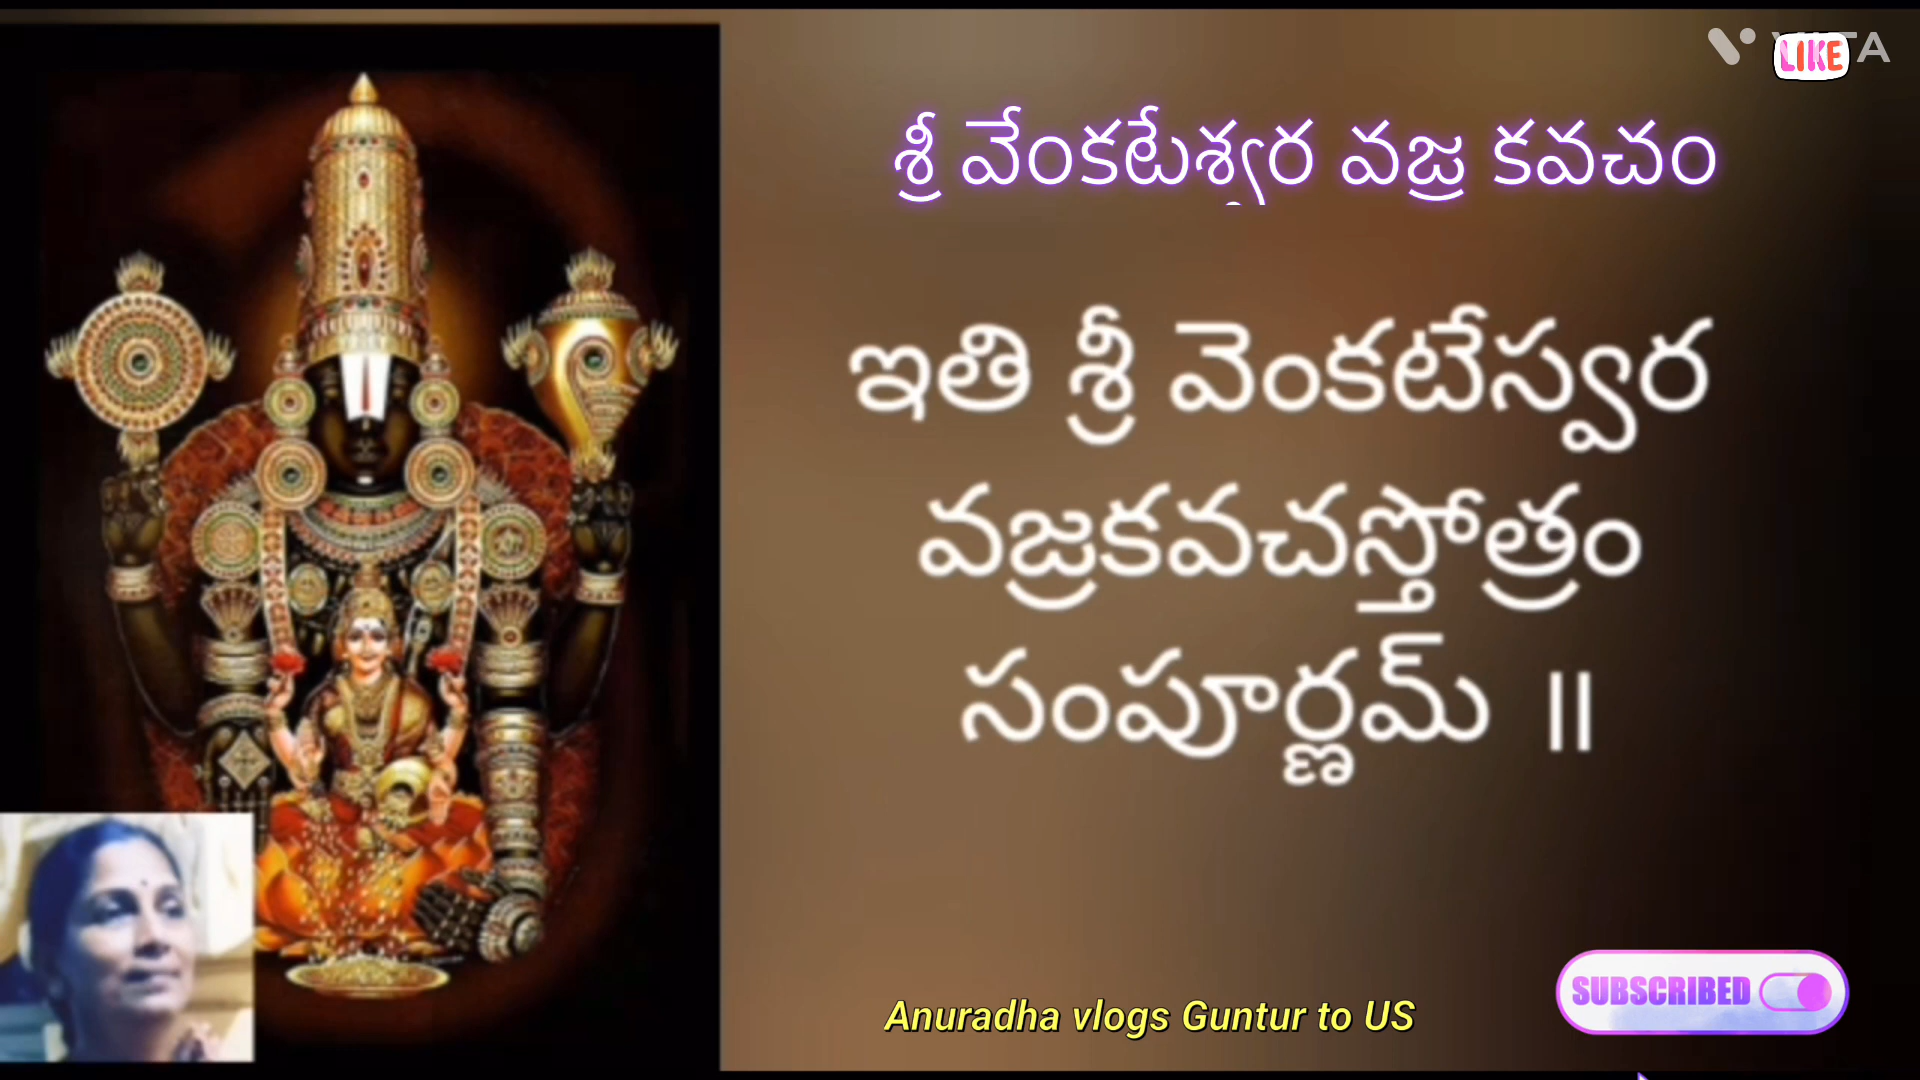 LIKE
శ్రీ వేంకటేశ్వర వజ్ర కవచం
ఇతి శ్రీ వెంకటేస్వర
వజ్రకవచస్తోత్రం
సంపూర్ణమ్ ॥
SUBSCRIBED
Anuradha vlogs Guntur to US